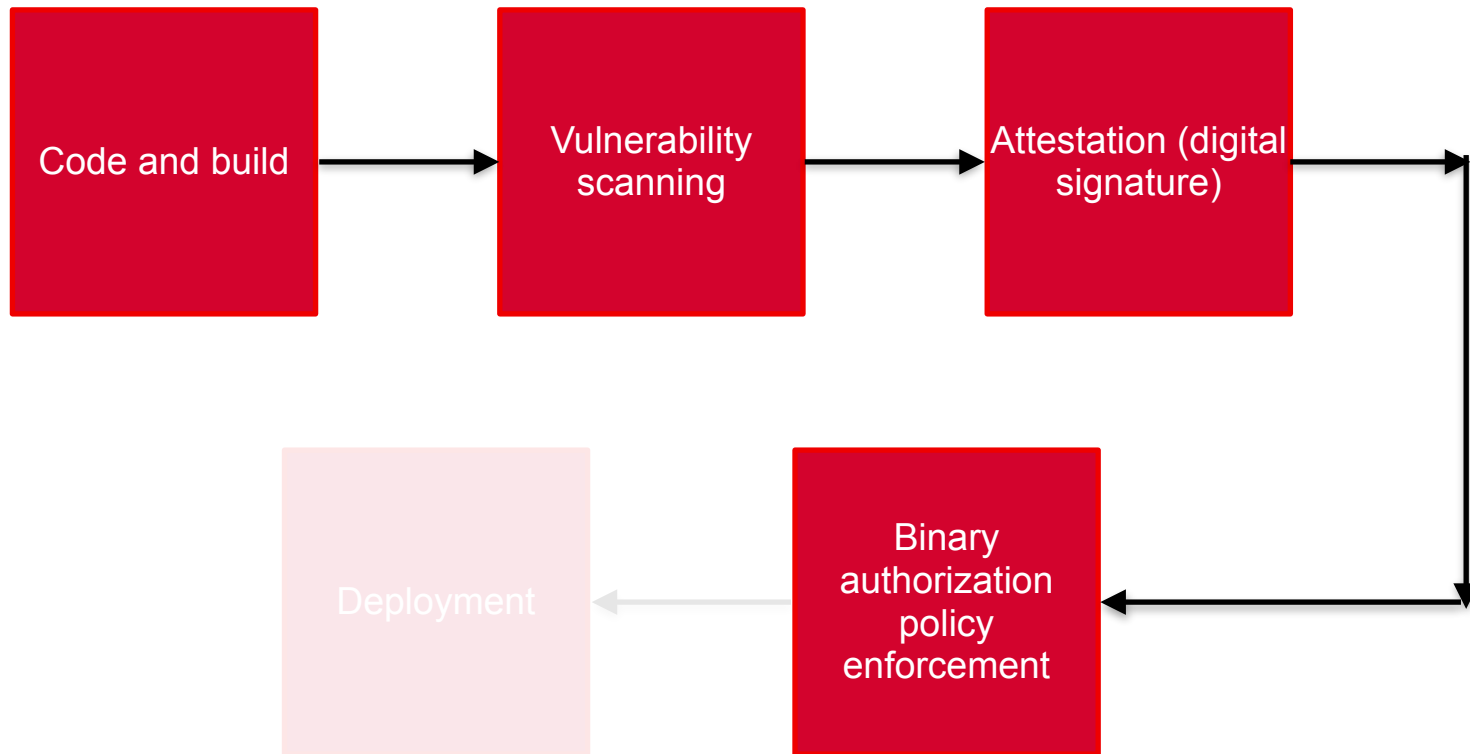 Code and build
Vulnerability
scanning
Attestation (digital
signature)
Deployment
Binary
authorization
policy
enforcement